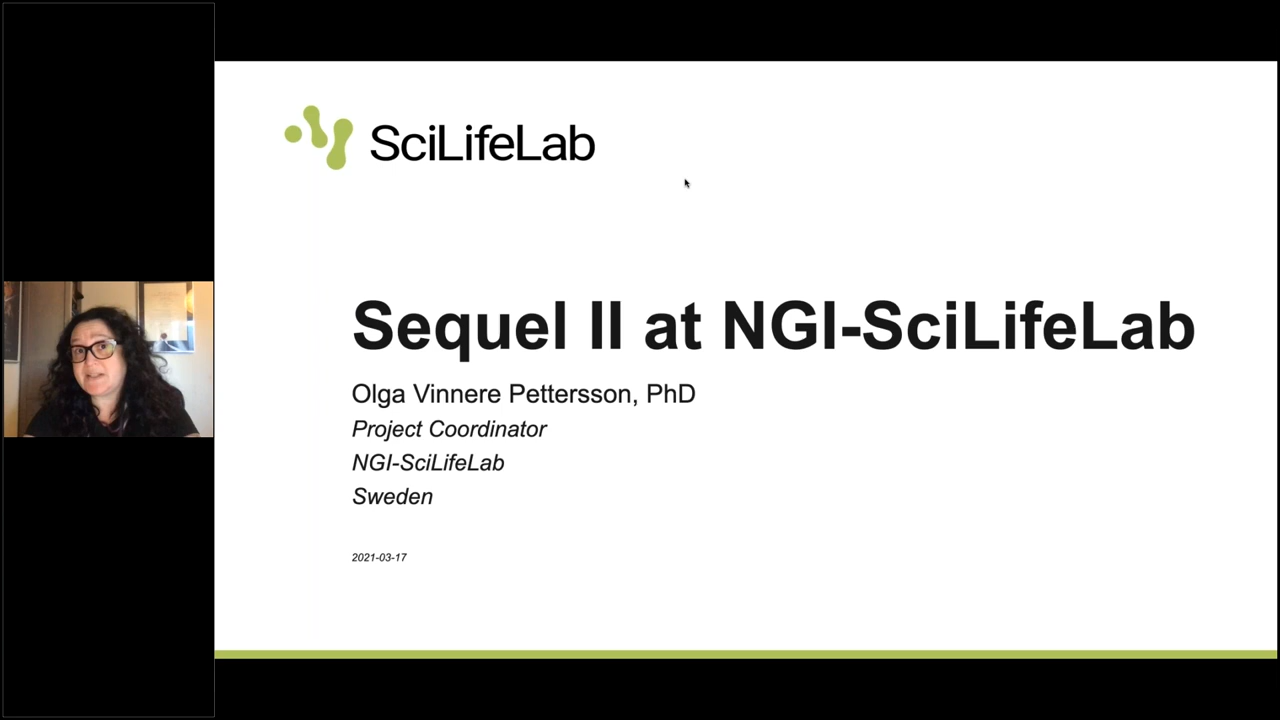 SciLifeLab
Sequel II at NGI-SciLifeLab
Olga Vinnere Pettersson, PhD
Project Coordinator
NGI-SciLifeLab
Sweden
2021-03-17